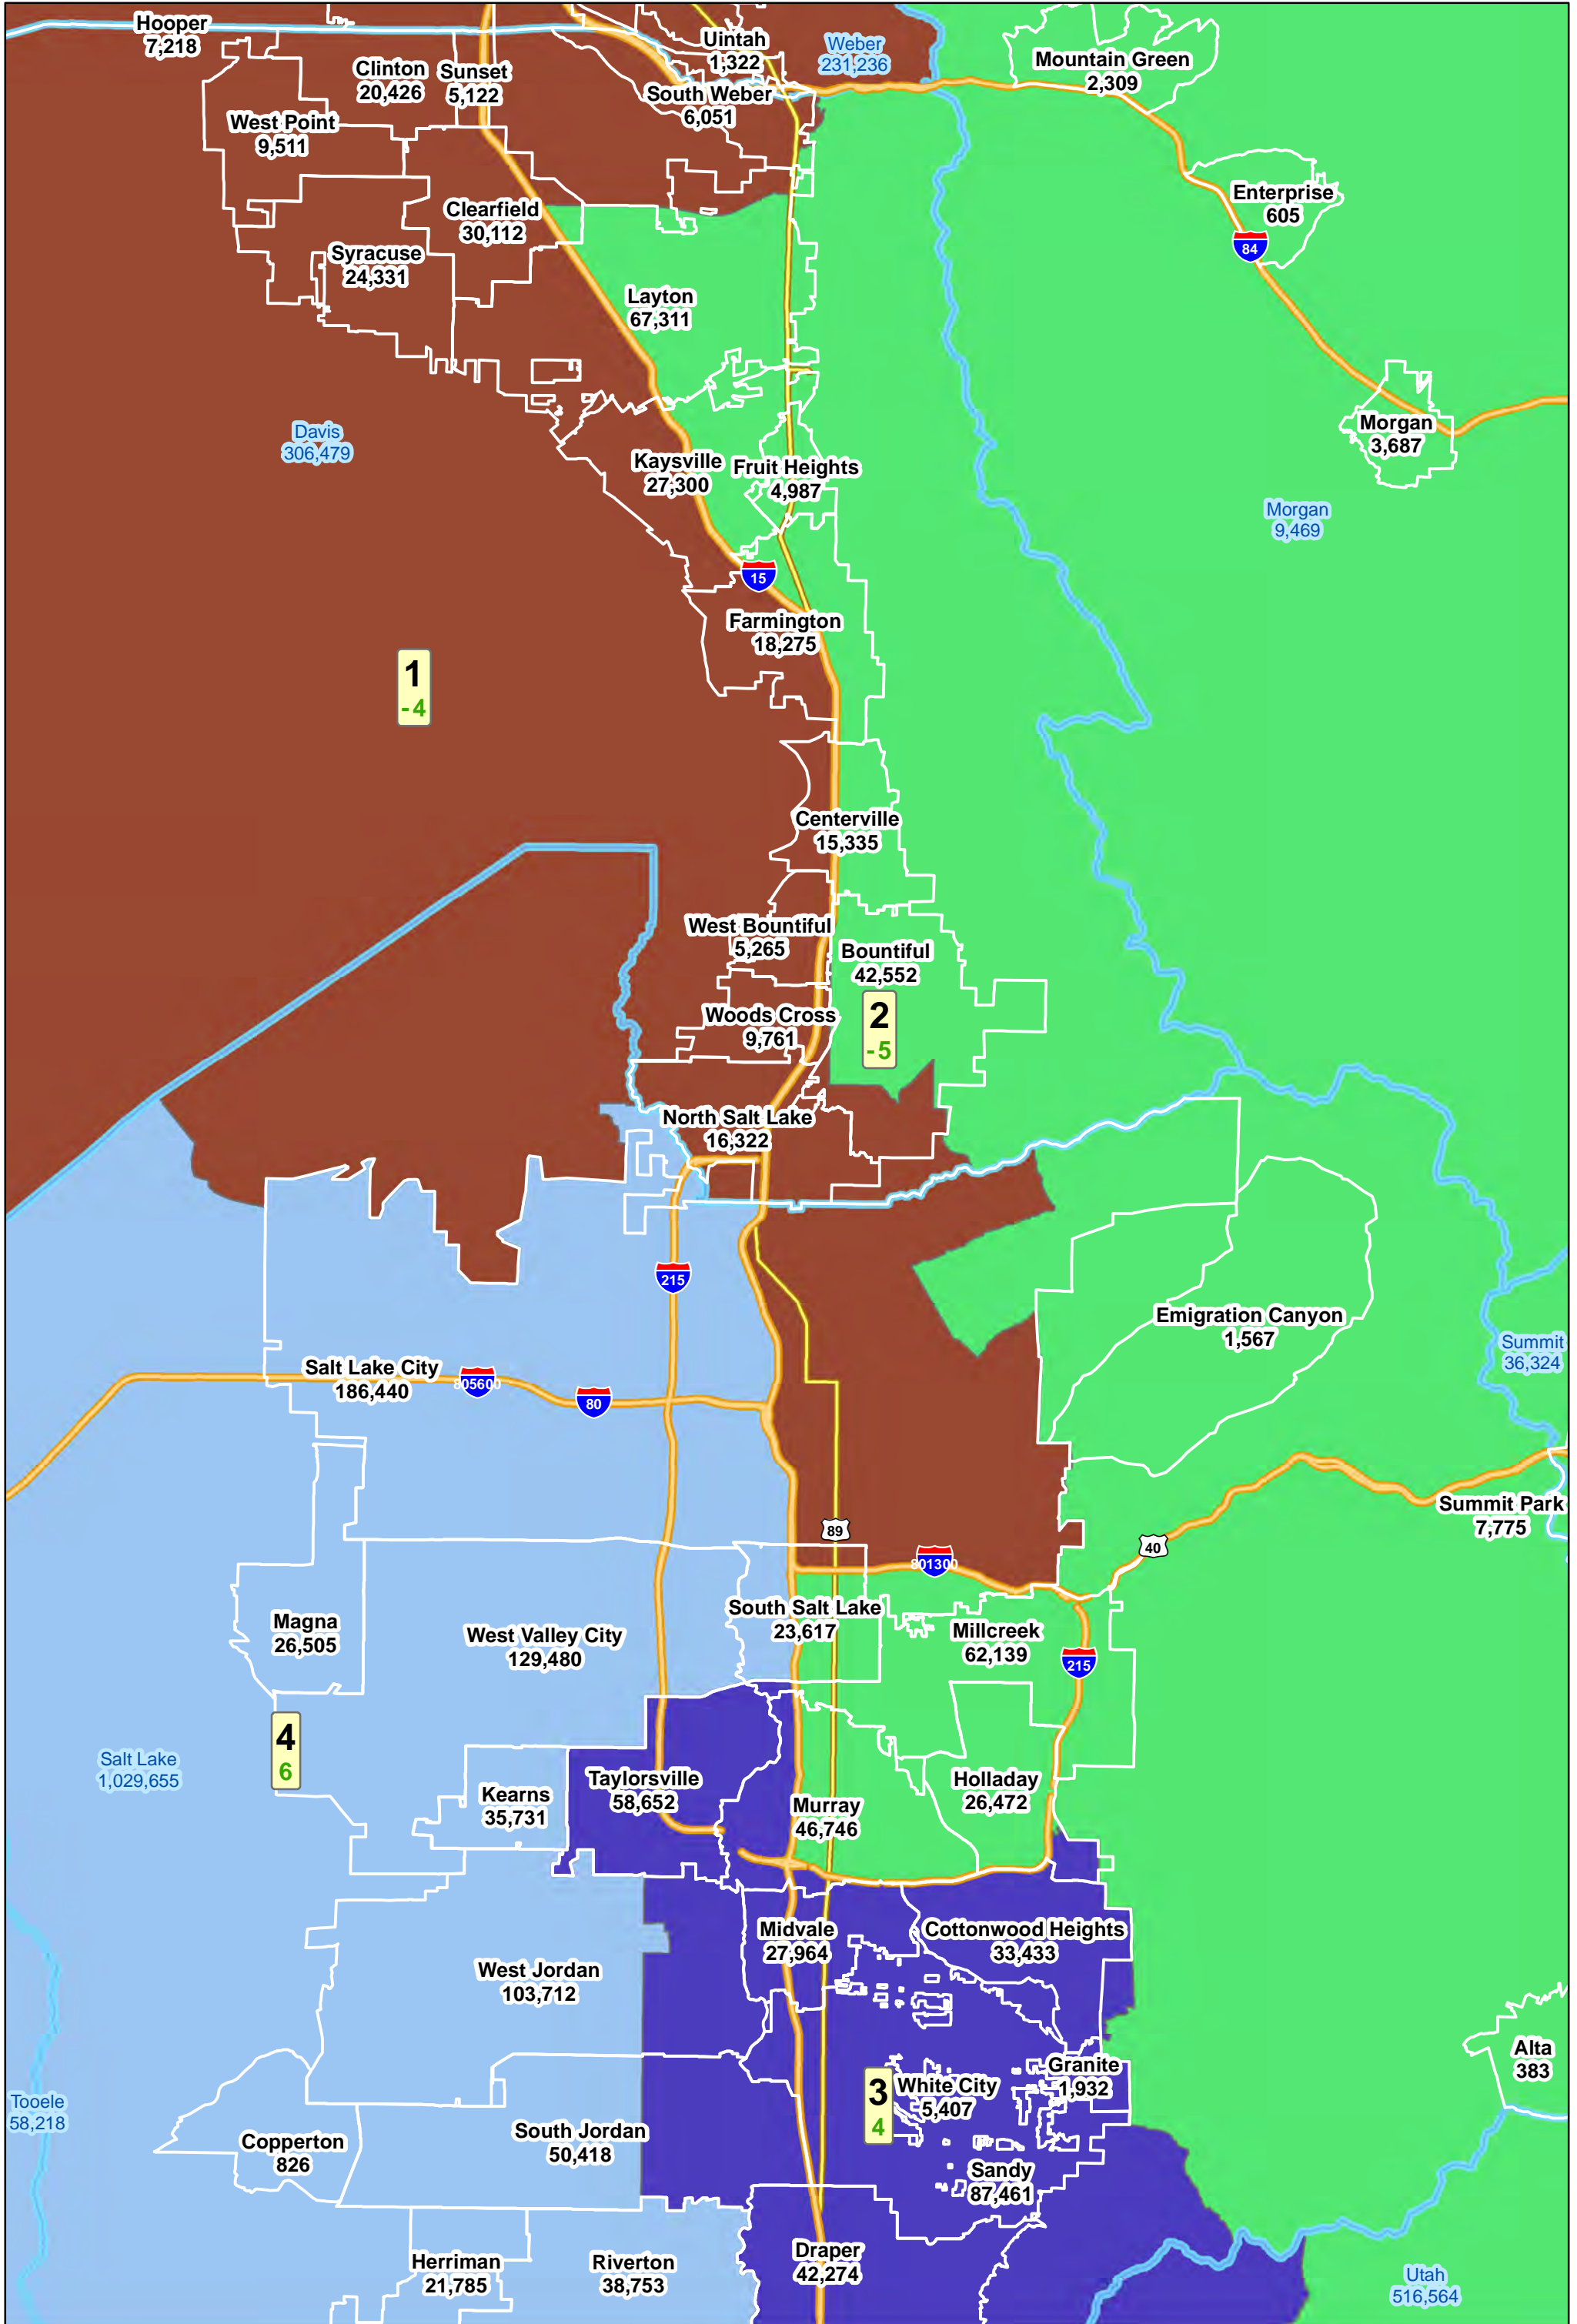 Hooper
7,218
Uintah
1,322
Weber
231,236
Mountain Green
2,309
Clinton
20,426
Sunset
5,122
South Weber
6,051
West Point
9,511
Enterprise
605
84
Clearfield
30,112
Syracuse
24,331
Layton
67,311
Davis
306,479
Morgan
3,687
Kaysville
27,300
Fruit Heights
4,987
Morgan
9,469
15
Farmington
18,275
1
-4
Centerville
15,335
West Bountiful
5,265
Bountiful
42,552
Woods Cross
9,761
2
-5
North Salt Lake
16,322
215
Emigration Canyon
1,567
Summit
36,324
Salt Lake City
186,440
805600
80
Summit Park
7,775
89
801300
40
Magna
26,505
West Valley City
129,480
South Salt Lake
23,617
Millcreek
62,139
215
4
6
Salt Lake
1,029,655
Kearns
35,731
Taylorsville
58,652
Murray
46,746
Holladay
26,472
Midvale
27,964
Cottonwood Heights
33,433
West Jordan
103,712
Alta
383
3
4
White City
5,407
Granite
1,932
Tooele
58,218
Copperton
826
South Jordan
50,418
Sandy
87,461
Herriman
21,785
Riverton
38,753
Draper
42,274
Utah
516,564